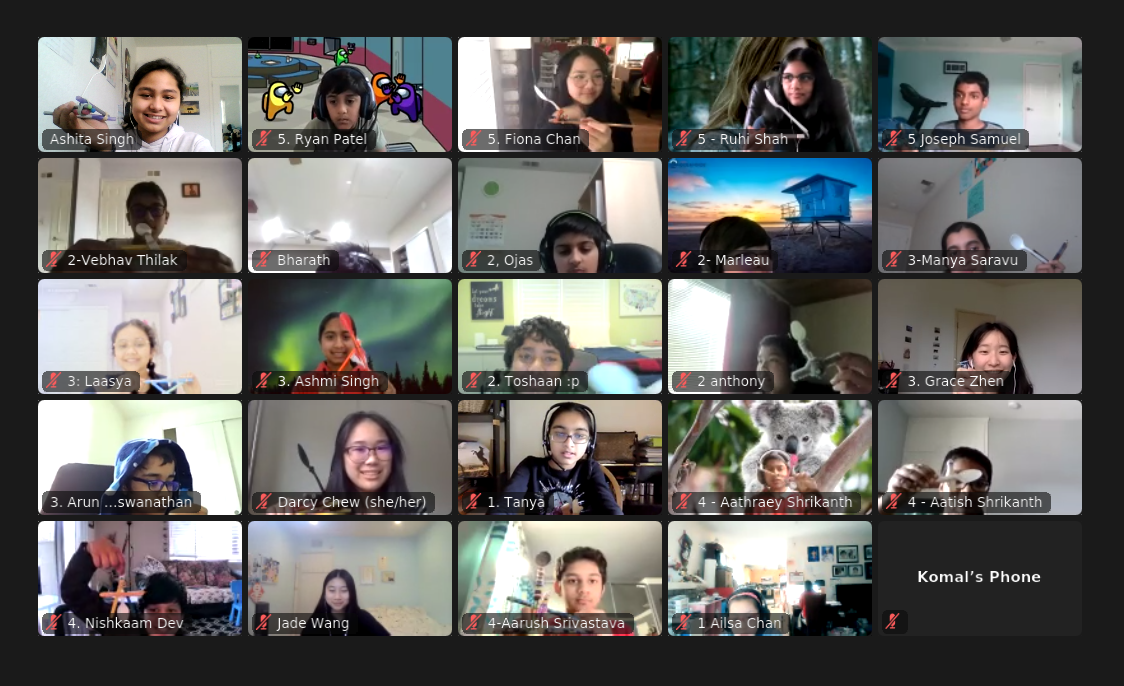 Ashita Singh
5. Ryan Patel
5. Fiona Chan
5 - Ruhi Shah
5 Joseph Samuel
2-Vebhav Thilak
Bharath
2, Ojas
2- Marleau
3-Manya Saravu
3: Laasya
3. Ashmi Singh
2. Toshaan :p
2 anthony
3. Grace Zhen
3. Arun ...swanathan
Darcy Chew (she/her)
1. Tanya
4 - Aathraey Shrikanth
4 - Aatish Shrikanth
4. Nishkaam Dev
Jade Wang
4-Aarush Srivastava
1 Ailsa Chan
Komal’s Phone